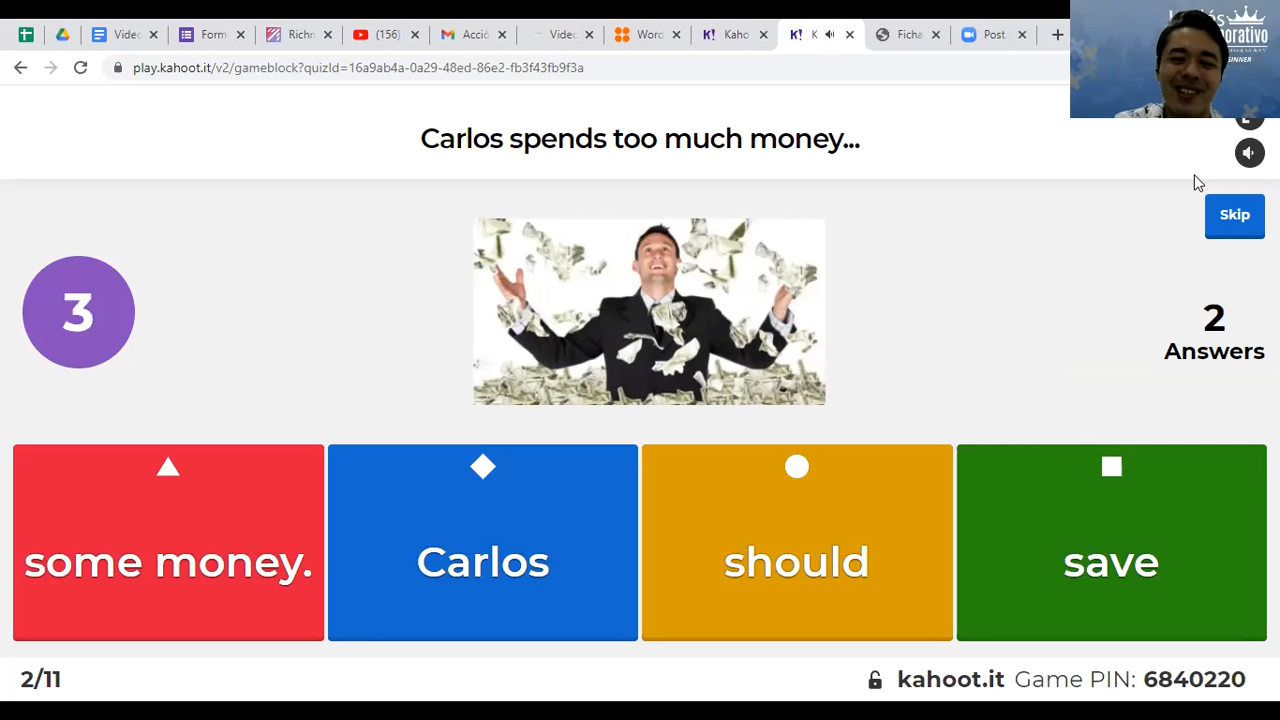 Video
Form
Richn
(156)
Acció
Video
Word
Kaho
K
Ficha
Post
play.kahoot.it/v2/gameblock?quizId=16a9ab4a-0a29-48ed-86e2-fb3f43fb9f3a
Carlos spends too much money...
Skip
3
2
Answers
some money.
Carlos
should
save
2/11
kahoot.it Game PIN: 6840220